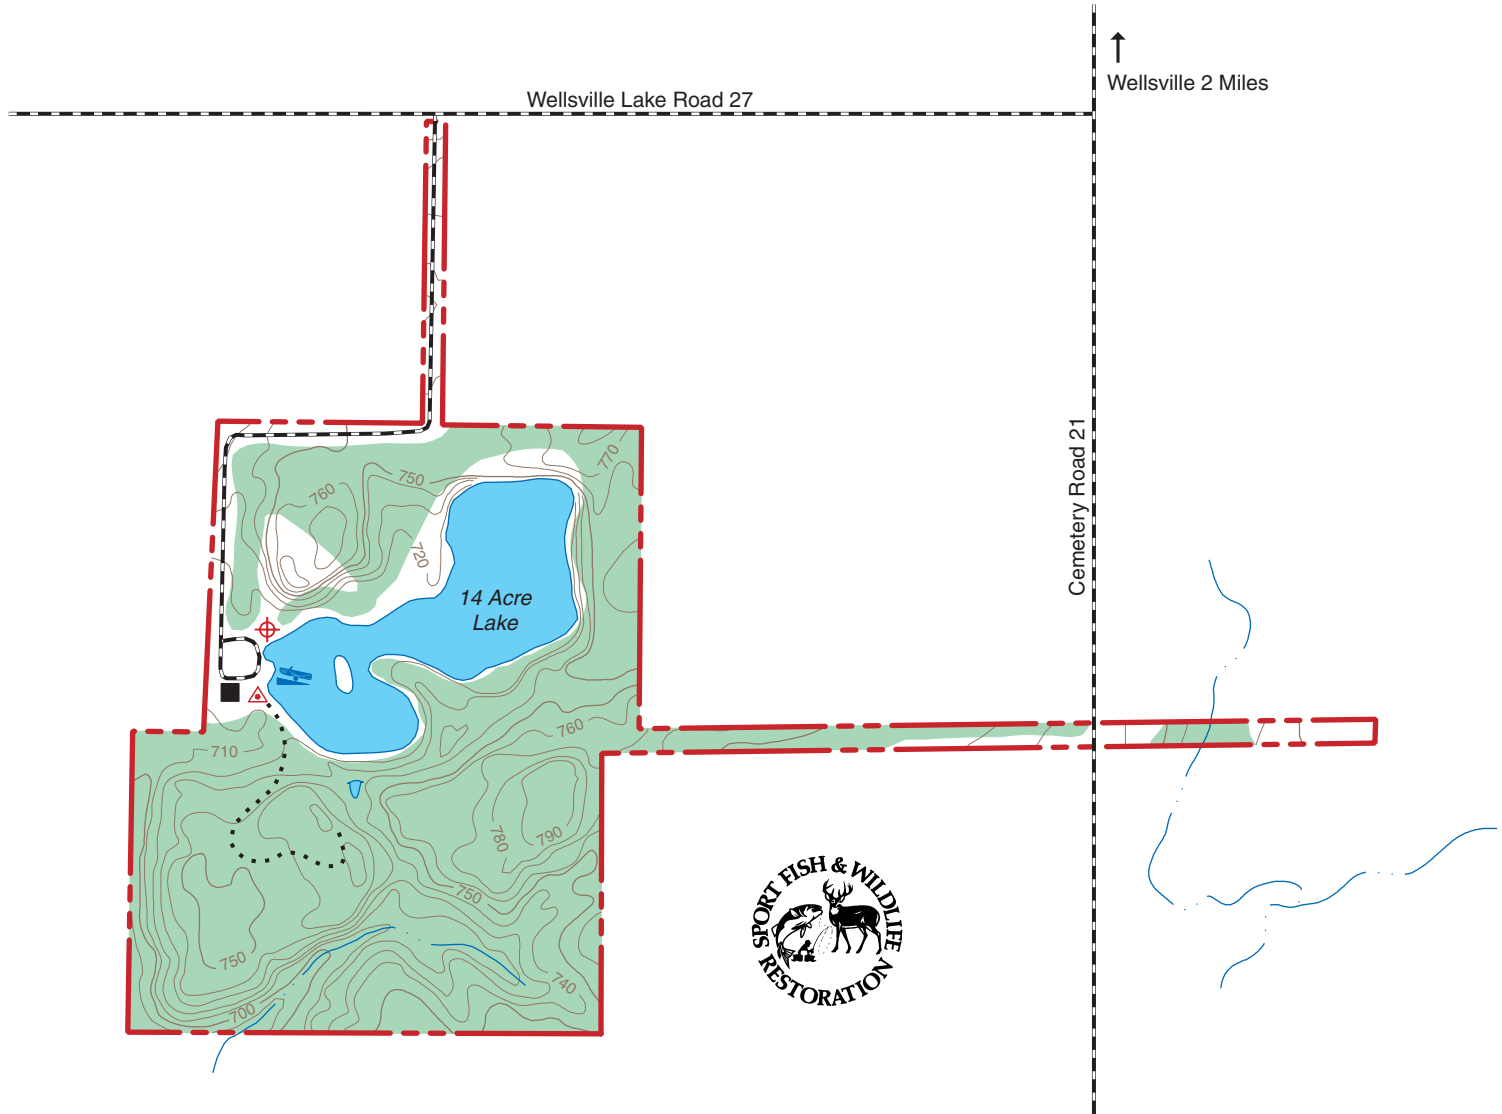 Wellsville 2 Miles
Wellsville Lake Road 27
Cemetery Road 21
770
750
760
720
14 Acre
Lake
760
710
780
790
750
750
740
700
SPORT FISH & WILDLIFE
RESTORATION